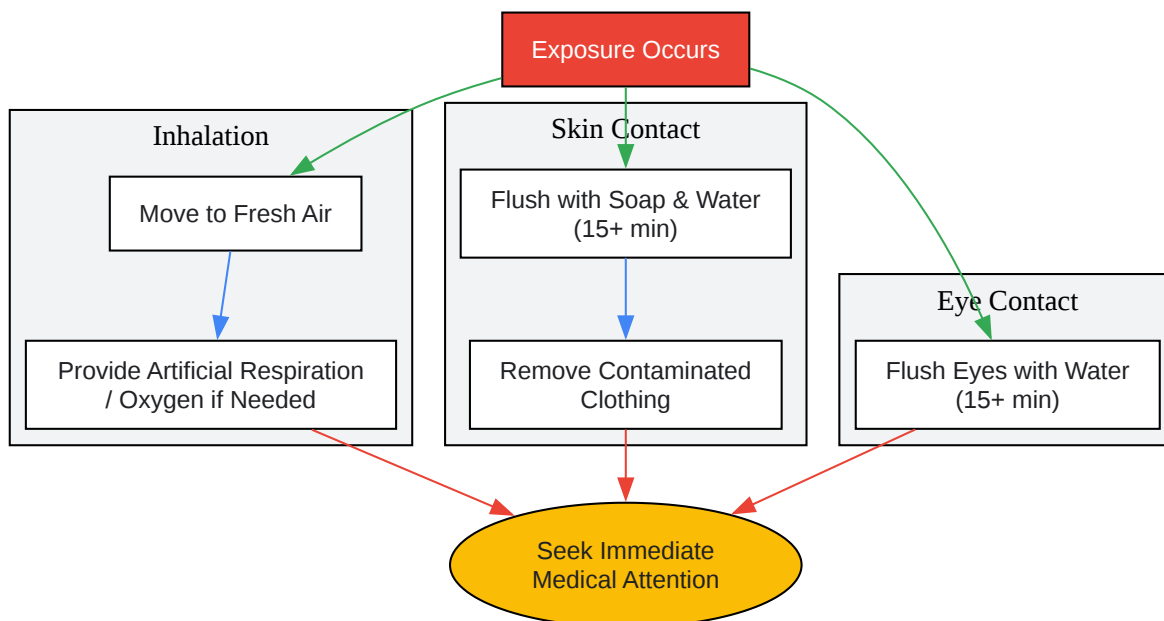 Exposure Occurs
Inhalation
Move to Fresh Air
Provide Artificial Respiration
/ Oxygen if Needed
Skin Contact
Flush with Soap & Water
(15+ min)
Remove Contaminated
Clothing
Eye Contact
Flush Eyes with Water
(15+ min)
Seek Immediate
Medical Attention